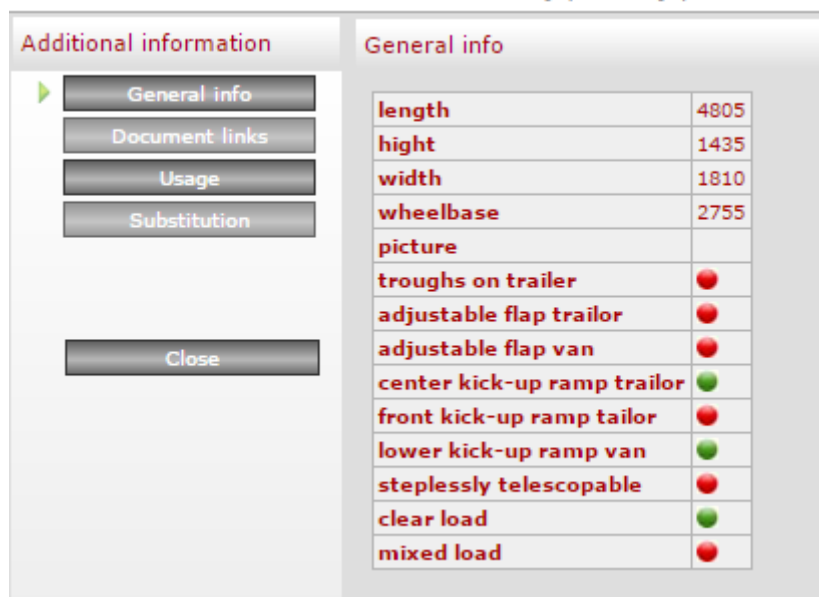 Additional information
General info
Document links
Usage
Substitution
Close
General info
length 4805
hight 1435
width 1810
wheelbase 2755
picture
troughs on trailer
adjustable flap trailor
adjustable flap van
center kick-up ramp trailor
front kick-up ramp tailor
lower kick-up ramp van
steplessly telescopable
clear load
mixed load